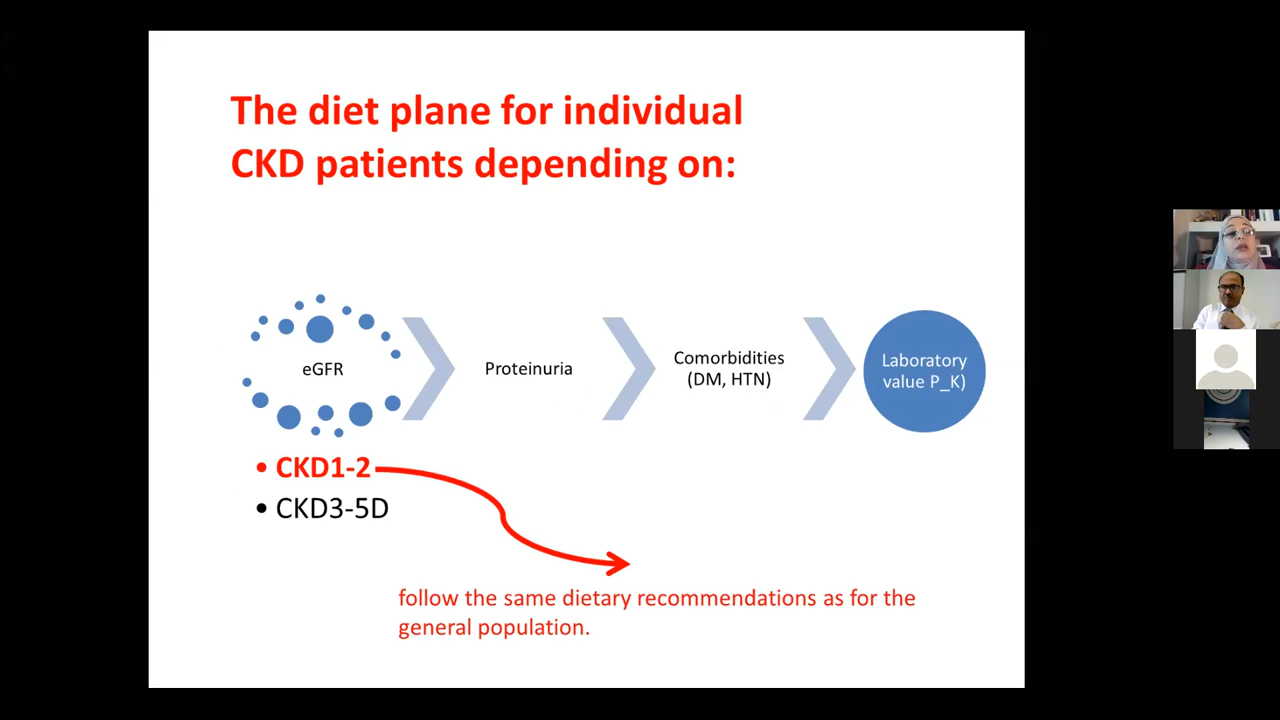 The diet plane for individual
CKD patients depending on:
eGFR
Proteinuria
Comorbidities
(DM, HTN)
Laboratory
value P_K)
• CKD1-2
• CKD3-5D
follow the same dietary recommendations as for the
general population.